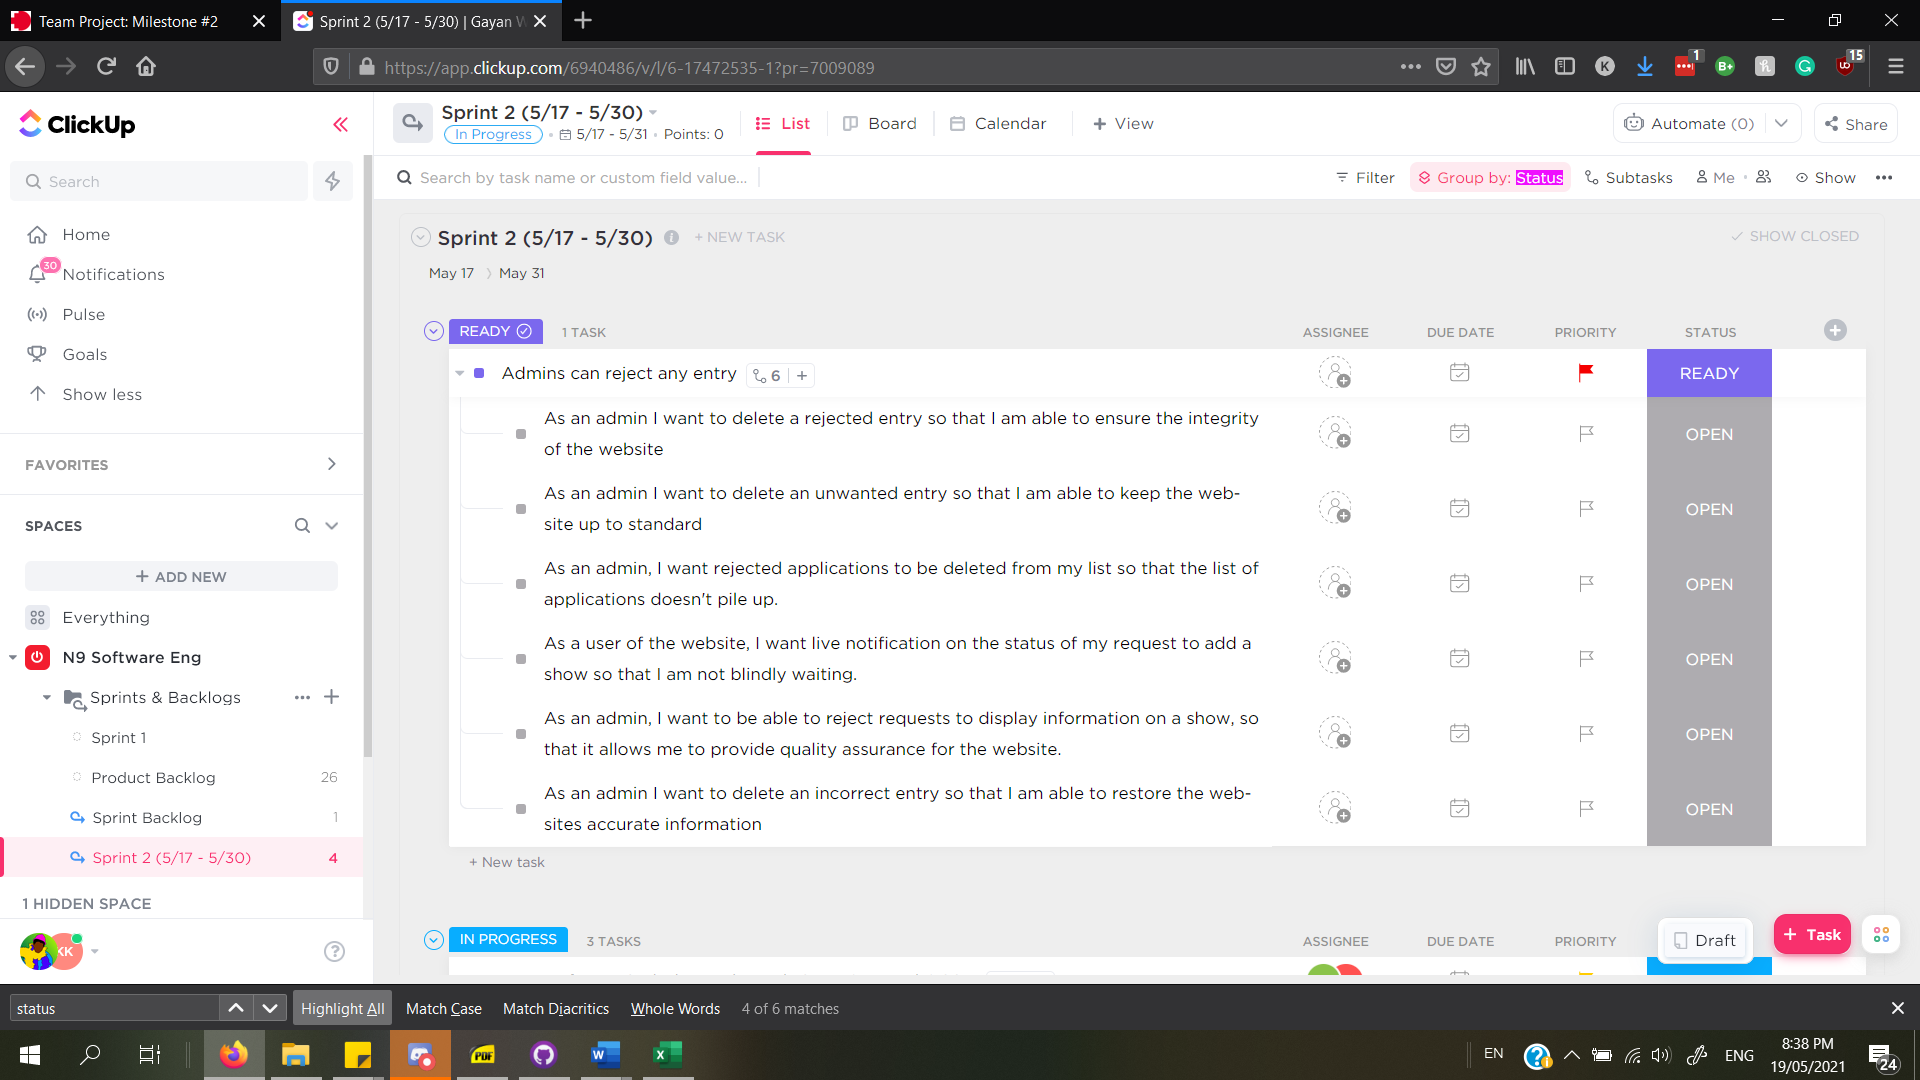 Team Project: Milestone #2
Sprint 2 (5/17 - 5/30) | Gayan W
https://app.clickup.com/6940486/v/l/6-17472535-1?pr=7009089
1
15
ClickUp
Search
Home
30
Notifications
Pulse
Goals
Show less
FAVORITES
SPACES
+ ADD NEW
Everything
N9 Software Eng
Sprints & Backlogs
Sprint 1
Product Backlog 26
Sprint Backlog 1
Sprint 2 (5/17 - 5/30) 4
1 HIDDEN SPACE
KK
Sprint 2 (5/17 - 5/30)
In Progress 5/17 - 5/31 Points: 0
List Board Calendar + View
Automate (0) Share
Search by task name or custom field value...
Filter Group by: Status Subtasks Me Show
Sprint 2 (5/17 - 5/30) + NEW TASK SHOW CLOSED
May 17 May 31
READY 1 TASK ASSIGNEE DUE DATE PRIORITY STATUS
Admins can reject any entry 6 + READY
As an admin I want to delete a rejected entry so that I am able to ensure the integrity
of the website
OPEN
As an admin I want to delete an unwanted entry so that I am able to keep the web-
site up to standard
OPEN
As an admin, I want rejected applications to be deleted from my list so that the list of
applications doesn't pile up.
OPEN
As a user of the website, I want live notification on the status of my request to add a
show so that I am not blindly waiting.
OPEN
As an admin, I want to be able to reject requests to display information on a show, so
that it allows me to provide quality assurance for the website.
OPEN
As an admin I want to delete an incorrect entry so that I am able to restore the web-
sites accurate information
OPEN
+ New task
IN PROGRESS 3 TASKS ASSIGNEE DUE DATE PRIORITY
Draft
+ Task
status Highlight All Match Case Match Diacritics Whole Words 4 of 6 matches
EN ENG
8:38 PM
19/05/2021
24